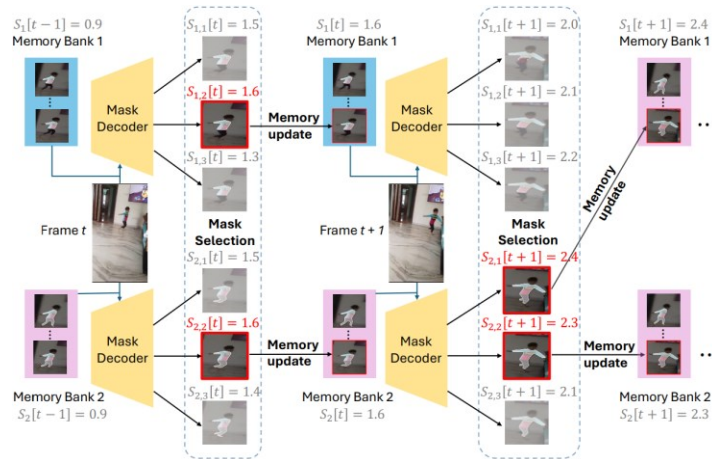 S₁[t − 1] = 0.9
Memory Bank 1
Mask
Decoder
S₁,₁[t] = 1.5
S₁,₂[t] = 1.6
S₁,₃[t] = 1.3
Memory
update
S₁[t] = 1.6
Memory Bank 1
Mask
Decoder
S₁,₁[t + 1] = 2.0
S₁,₂[t + 1] = 2.1
S₁,₃[t + 1] = 2.2
S₁[t + 1] = 2.4
Memory Bank 1
Memory
update
Frame t
Mask
Selection
Frame t + 1
Mask
Selection
S₂,₁[t] = 1.5
S₂,₂[t] = 1.6
S₂,₃[t] = 1.4
Mask
Decoder
Memory Bank 2
S₂[t − 1] = 0.9
Memory
update
Memory Bank 2
S₂[t] = 1.6
Mask
Decoder
S₂,₁[t + 1] = 2.4
S₂,₂[t + 1] = 2.3
S₂,₃[t + 1] = 2.1
Memory
update
Memory Bank 2
S₂[t + 1] = 2.3